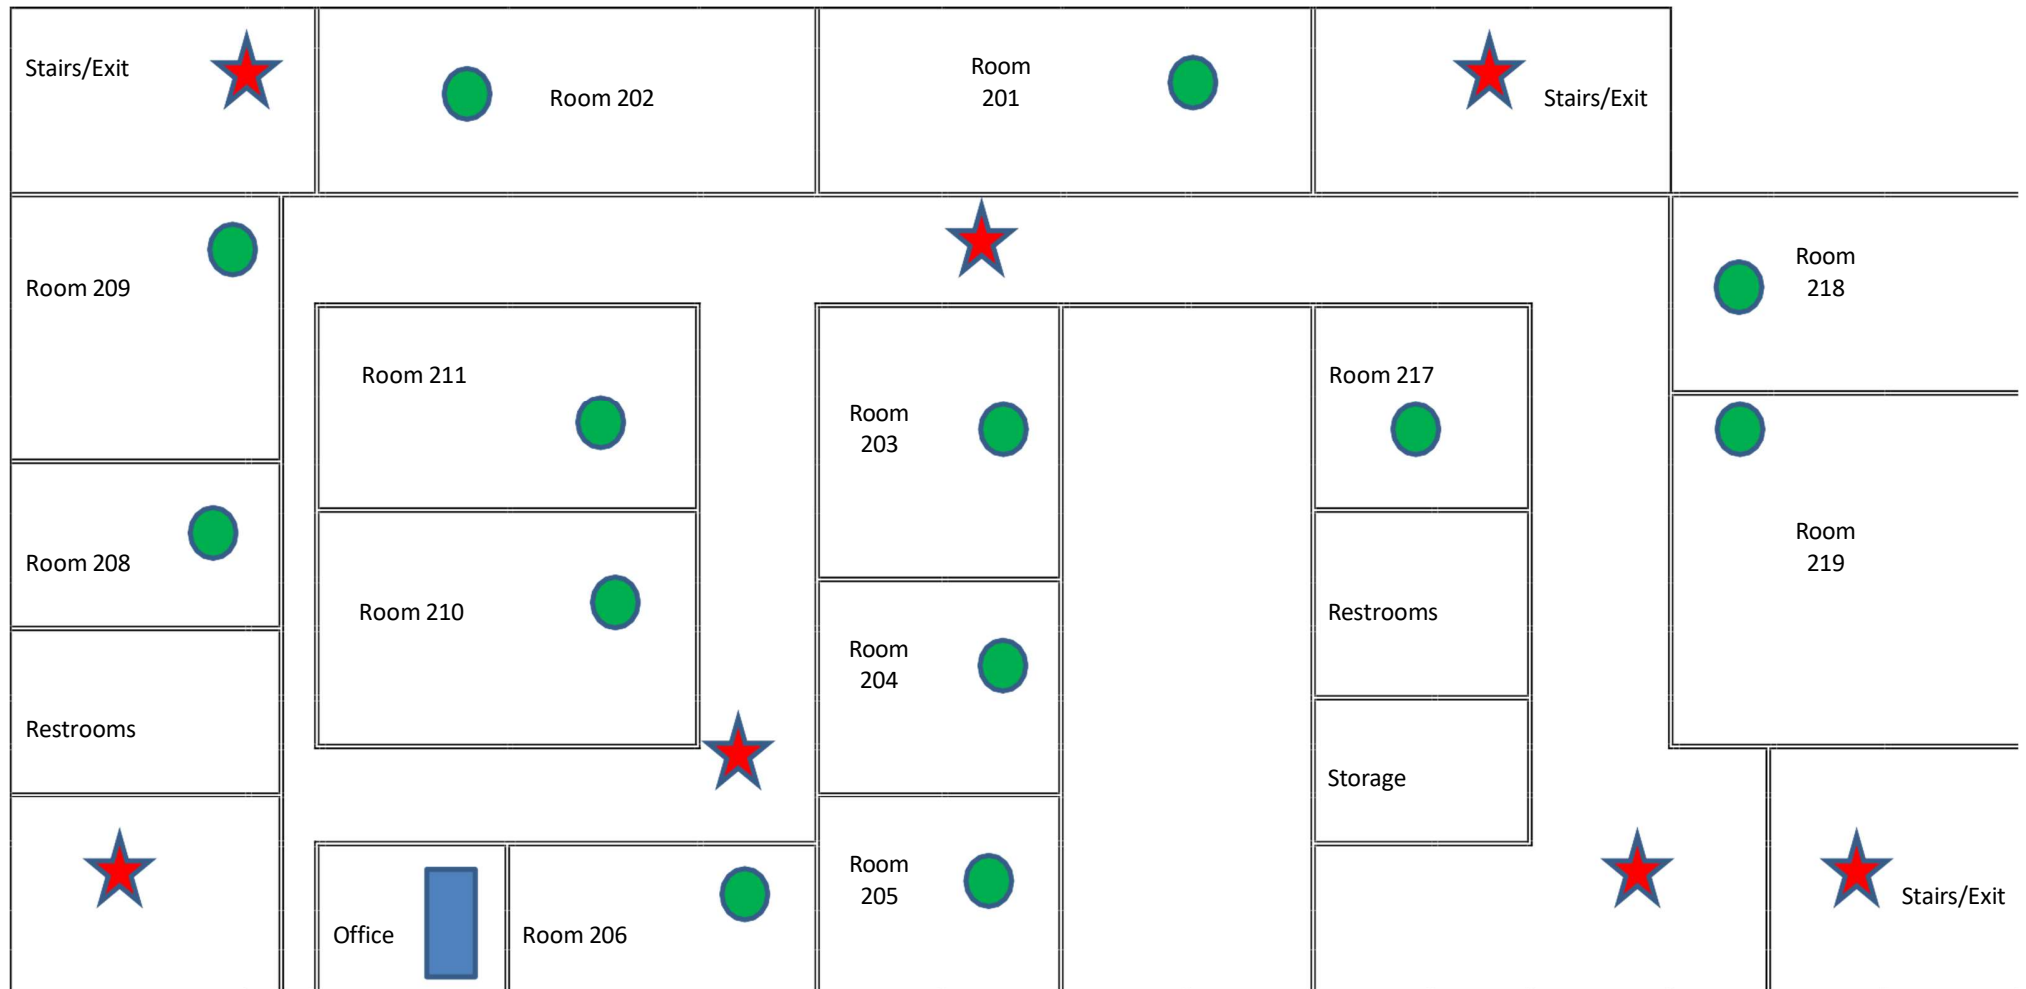 Stairs/Exit
Room 202
Room
201
Stairs/Exit
Room 209
Room
218
Room 211
Room
203
Room 217
Room 208
Room 210
Room
204
Restrooms
Room
219
Restrooms
Storage
Office
Room 206
Room
205
Stairs/Exit